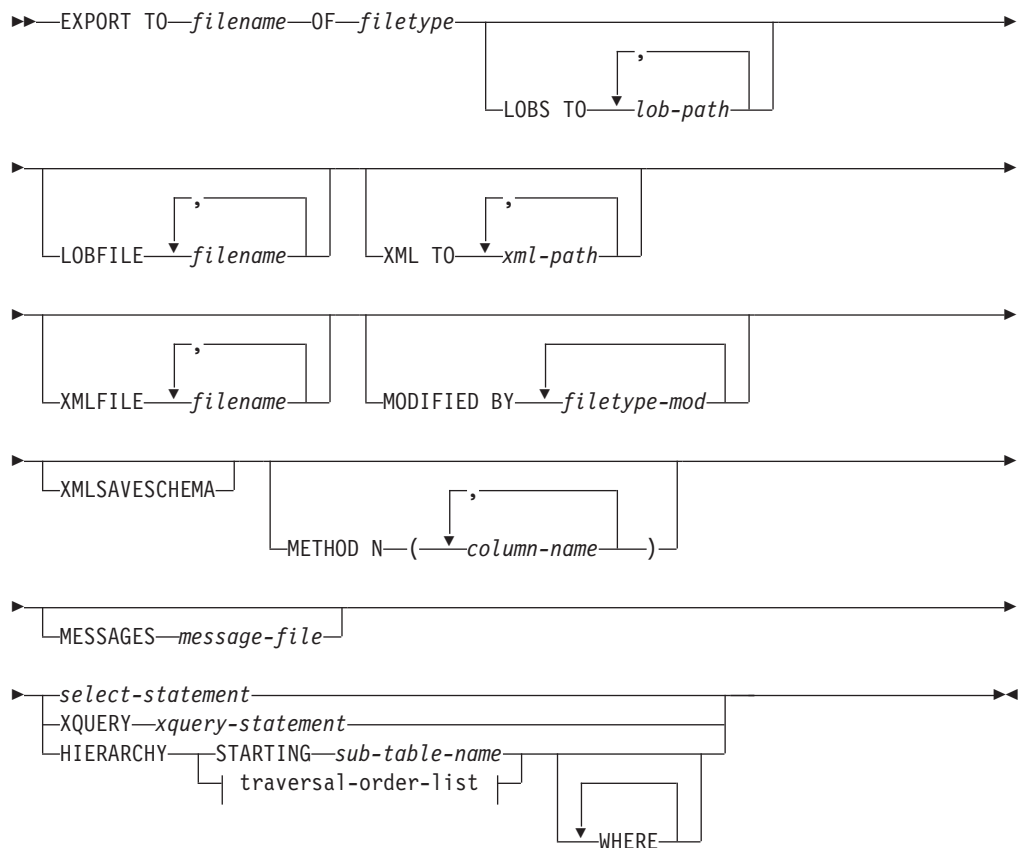 EXPORT TO filename OF filetype
,
LOBS TO lob-path
, ,
LOBFILE filename XML TO xml-path
,
XMLFILE filename MODIFIED BY filetype-mod
XMLSAVESCHEMA ,
METHOD N ( column-name )
MESSAGES message-file
select-statement
XQUERY xquery-statement
HIERARCHY STARTING sub-table-name
traversal-order-list
WHERE